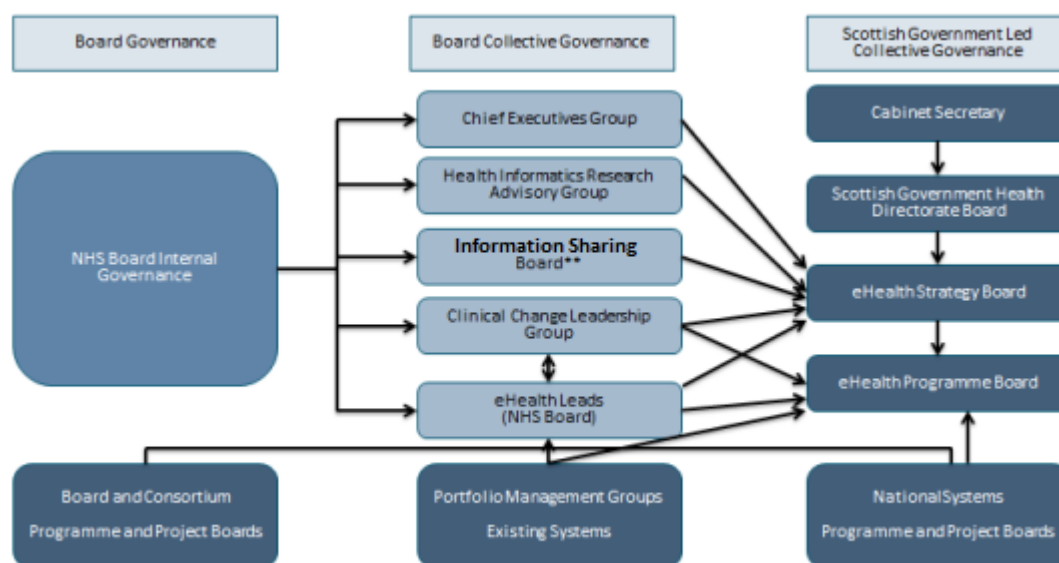 Board Governance
Board Collective Governance
Scottish Government Led
Collective Governance
Chief Executives Group
Cabinet Secretary
Health Informatics Research
Advisory Group
Scottish Government Health
Directorate Board
NHS Board Internal
Governance
Information Sharing
Board**
eHealth Strategy Board
Clinical Change Leadership
Group
eHealth Programme Board
eHealth Leads
(NHS Board)
Board and Consortium
Programme and Project Boards
Portfolio Management Groups
Existing Systems
National Systems
Programme and Project Boards